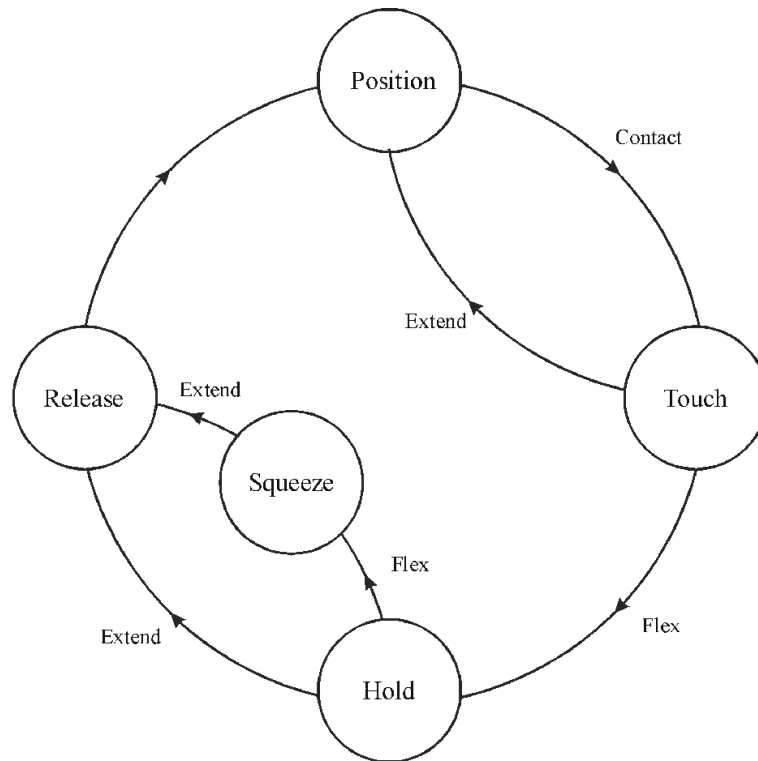 Position
Contact
Extend
Release
Extend
Touch
Squeeze
Flex
Flex
Extend
Hold